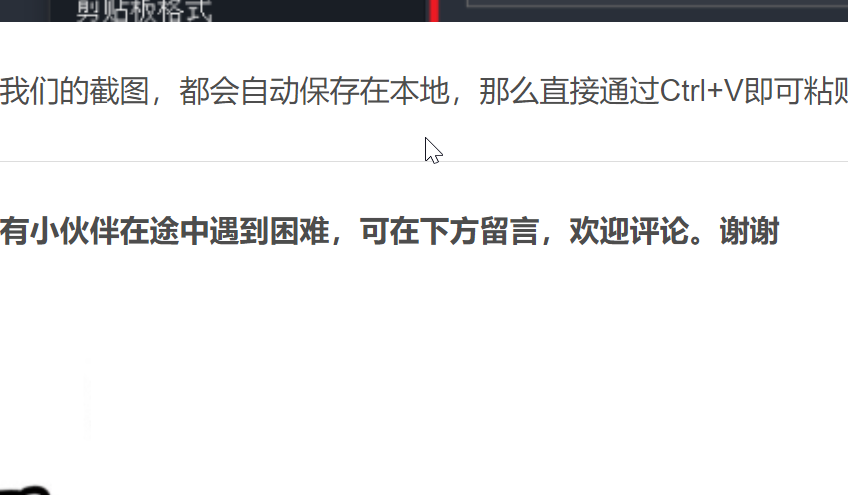 剪贴板格式
我们的截图，都会自动保存在本地，那么直接通过Ctrl+V即可粘贴
有小伙伴在途中遇到困难，可在下方留言，欢迎评论。谢谢